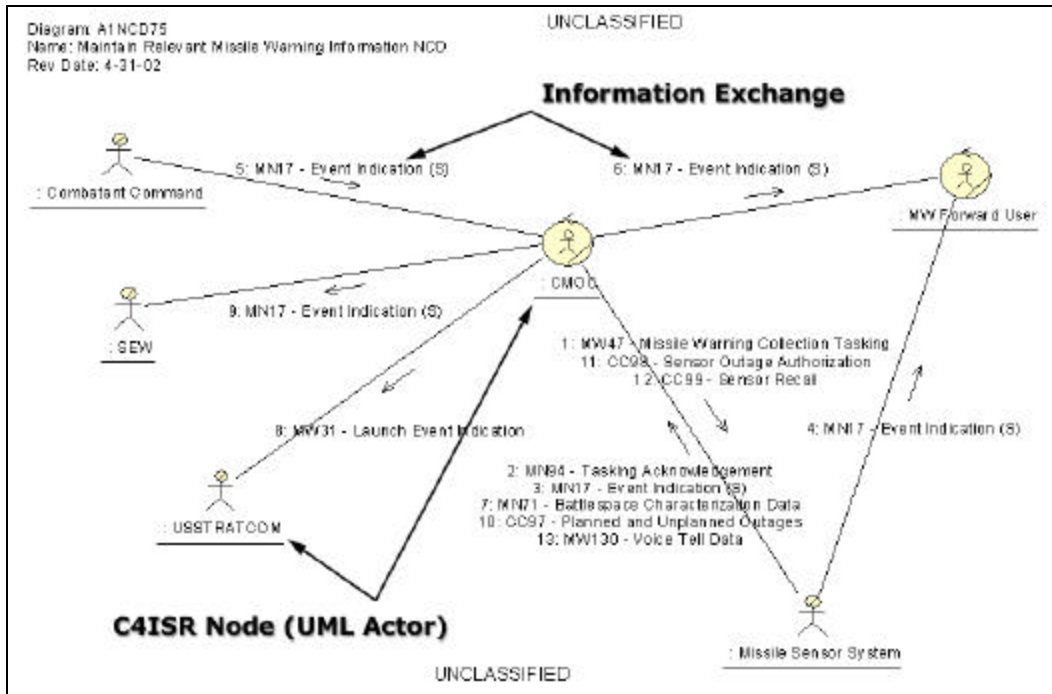 UNCLASSIFIED
Diagram: A1NCD75
Name: Maintain Relevant Missile Warning Information NCD
Rev Date: 4-31-02
Information Exchange
5: MN17 - Event Indication (S)
6: MN17 - Event Indication (S)
: Combatant Command
: MW Forward User
: CMOC
9: MN17 - Event Indication (S)
: SEW
1: MW47 - Missile Warning Collection Tasking
11: CC98 - Sensor Outage Authorization
12: CC99 - Sensor Recall
8: MW31 - Launch Event Indication
4: MN17 - Event Indication (S)
2: MN94 - Tasking Acknowledgement
3: MN17 - Event Indication (S)
7: MN71 - Battlespace Characterization Data
10: CC97 - Planned and Unplanned Outages
13: MW130 - Voice Tell Data
: USSTRATCOM
C4ISR Node (UML Actor)
: Missile Sensor System
UNCLASSIFIED